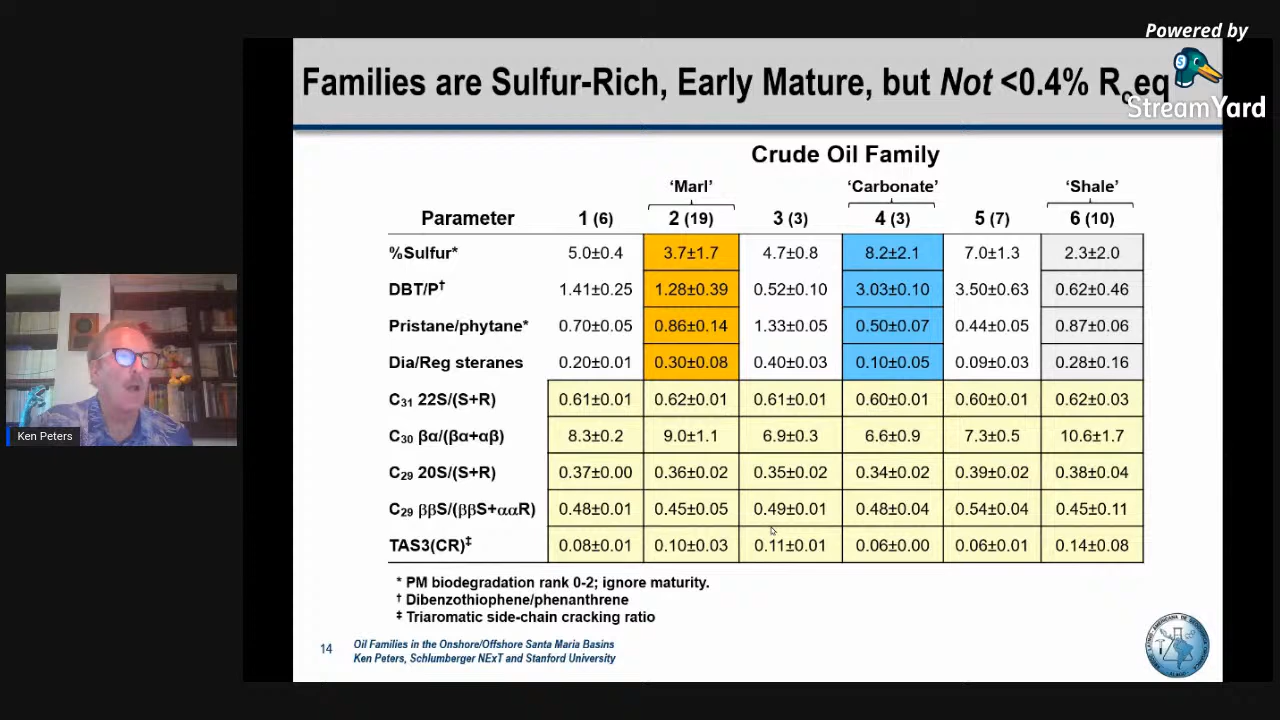 Powered by
StreamYard
Families are Sulfur-Rich, Early Mature, but Not <0.4% Rceq
Crude Oil Family
‘Marl’ ‘Carbonate’ ‘Shale’
Parameter 1 (6) 2 (19) 3 (3) 4 (3) 5 (7) 6 (10)
%Sulfur* 5.0±0.4 3.7±1.7 4.7±0.8 8.2±2.1 7.0±1.3 2.3±2.0
DBT/P† 1.41±0.25 1.28±0.39 0.52±0.10 3.03±0.10 3.50±0.63 0.62±0.46
Pristane/phytane* 0.70±0.05 0.86±0.14 1.33±0.05 0.50±0.07 0.44±0.05 0.87±0.06
Dia/Reg steranes 0.20±0.01 0.30±0.08 0.40±0.03 0.10±0.05 0.09±0.03 0.28±0.16
C31 22S/(S+R) 0.61±0.01 0.62±0.01 0.61±0.01 0.60±0.01 0.60±0.01 0.62±0.03
C30 βα/(βα+αβ) 8.3±0.2 9.0±1.1 6.9±0.3 6.6±0.9 7.3±0.5 10.6±1.7
C29 20S/(S+R) 0.37±0.00 0.36±0.02 0.35±0.02 0.34±0.02 0.39±0.02 0.38±0.04
C29 ββS/(ββS+ααR) 0.48±0.01 0.45±0.05 0.49±0.01 0.48±0.04 0.54±0.04 0.45±0.11
TAS3(CR)‡ 0.08±0.01 0.10±0.03 0.11±0.01 0.06±0.00 0.06±0.01 0.14±0.08
* PM biodegradation rank 0-2; ignore maturity.
† Dibenzothiophene/phenanthrene
‡ Triaromatic side-chain cracking ratio
14
Oil Families in the Onshore/Offshore Santa Maria Basins
Ken Peters, Schlumberger NExT and Stanford University
Ken Peters